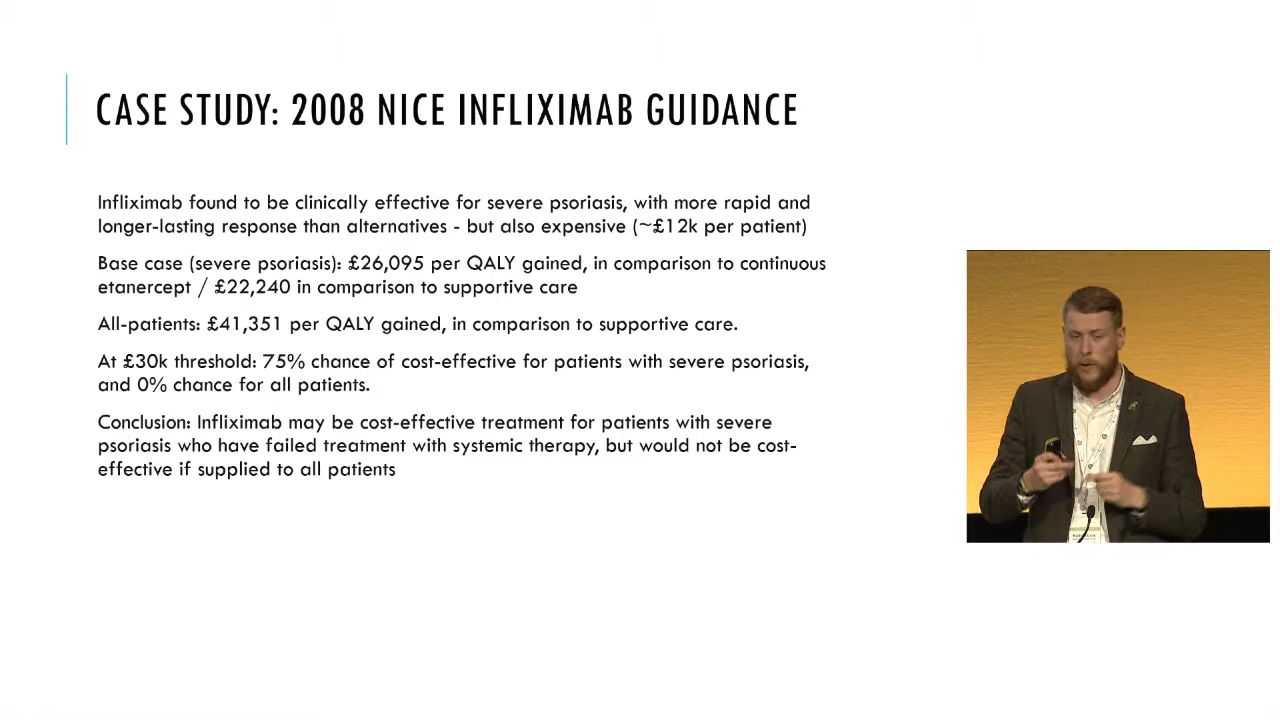 CASE STUDY: 2008 NICE INFLIXIMAB GUIDANCE
Infliximab found to be clinically effective for severe psoriasis, with more rapid and
longer-lasting response than alternatives - but also expensive (~£12k per patient)
Base case (severe psoriasis): £26,095 per QALY gained, in comparison to continuous
etanercept / £22,240 in comparison to supportive care
All-patients: £41,351 per QALY gained, in comparison to supportive care.
At £30k threshold: 75% chance of cost-effective for patients with severe psoriasis,
and 0% chance for all patients.
Conclusion: Infliximab may be cost-effective treatment for patients with severe
psoriasis who have failed treatment with systemic therapy, but would not be cost-
effective if supplied to all patients